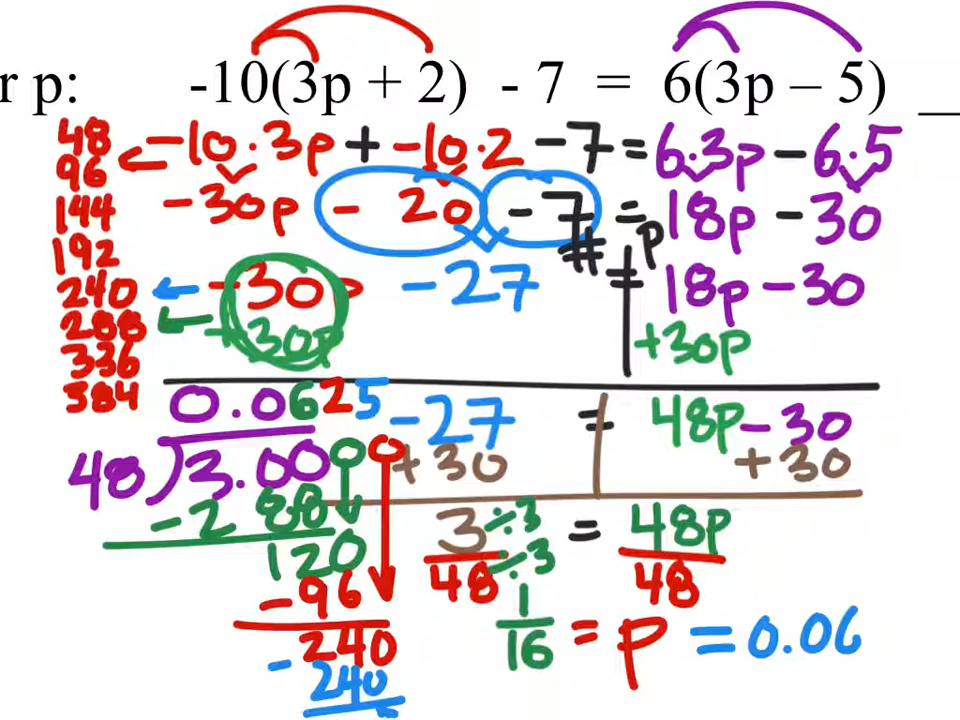 r p: -10(3p + 2) - 7 = 6(3p – 5) __
48 -10·3p + -10·2 -7 = 6·3p - 6·5
96
144 -30p - 20 -7 = 18p - 30
192 # p
240 -30p -27 = 18p - 30
288 +30p +30p
336
384
0.0625 -27 = 48p - 30
48)3.0000 +30 +30
-288 3÷3 = 48p
120 48÷3 48
-96 1
240 16 = p = 0.06
-240